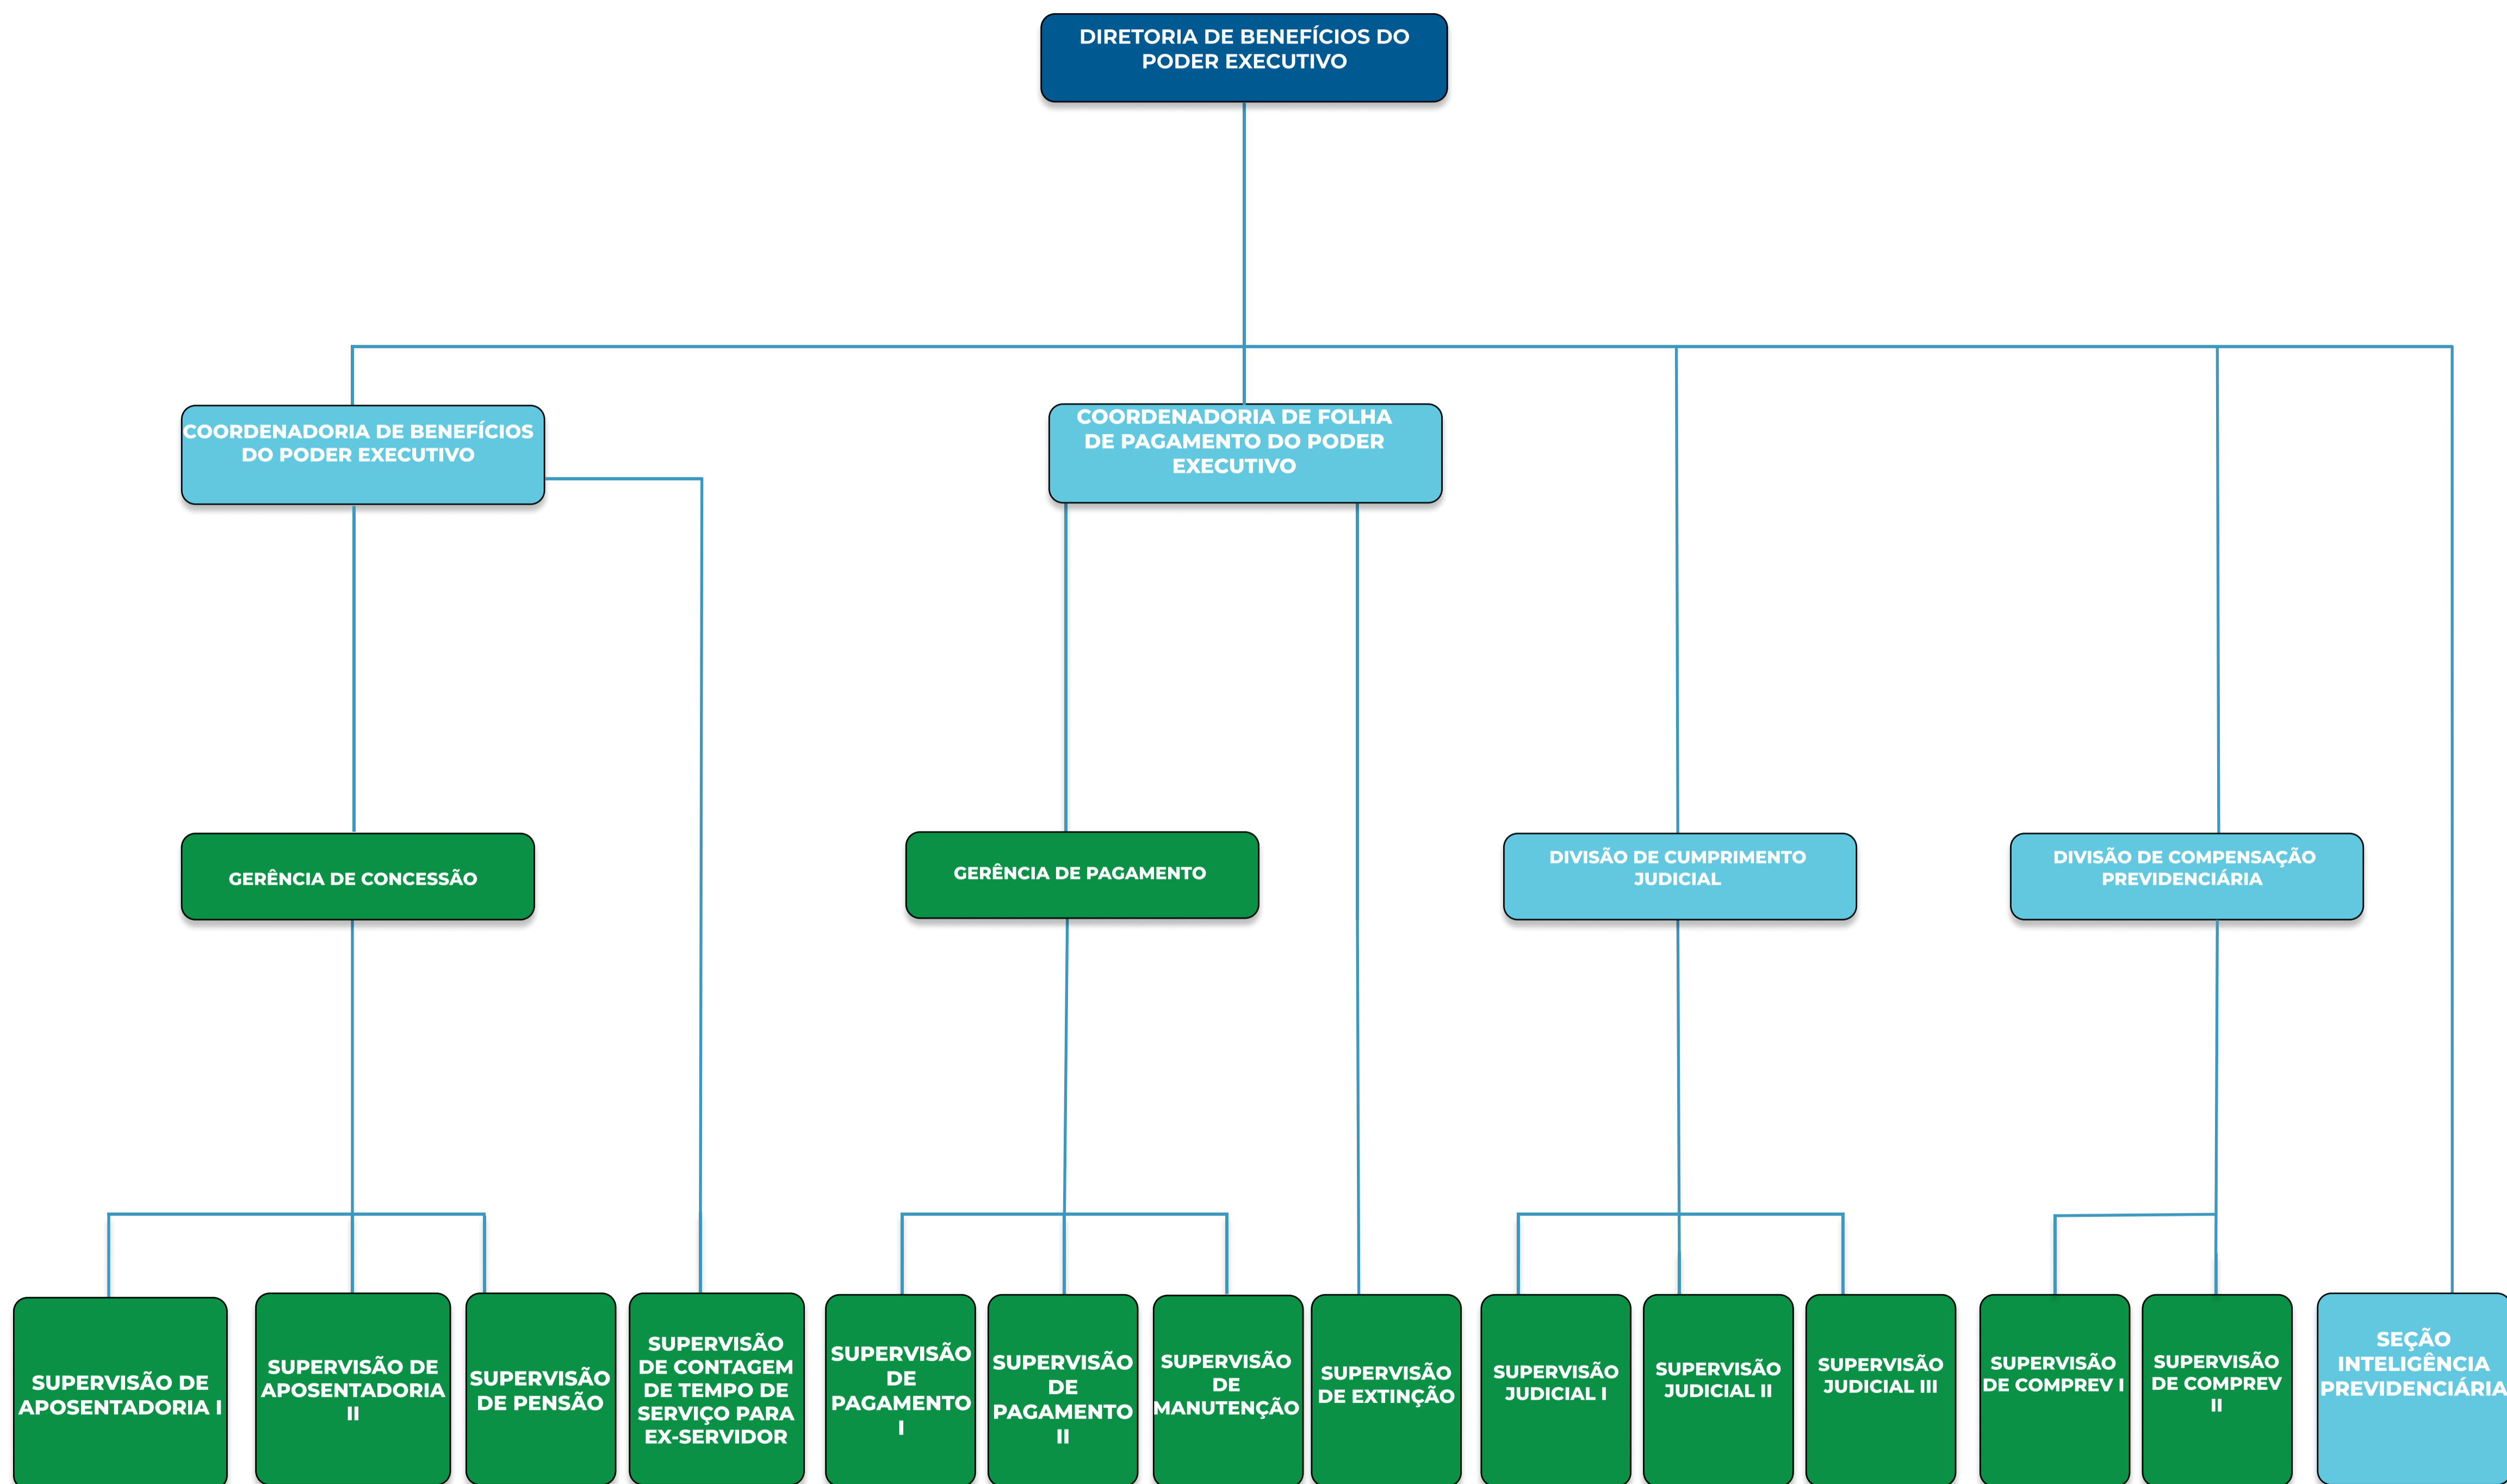 DIRETORIA DE BENEFÍCIOS DO
PODER EXECUTIVO
COORDENADORIA DE BENEFÍCIOS
DO PODER EXECUTIVO
COORDENADORIA DE FOLHA
DE PAGAMENTO DO PODER
EXECUTIVO
GERÊNCIA DE CONCESSÃO
GERÊNCIA DE PAGAMENTO
DIVISÃO DE CUMPRIMENTO
JUDICIAL
DIVISÃO DE COMPENSAÇÃO
PREVIDENCIÁRIA
SUPERVISÃO DE
APOSENTADORIA I
SUPERVISÃO DE
APOSENTADORIA
II
SUPERVISÃO
DE PENSÃO
SUPERVISÃO
DE CONTAGEM
DE TEMPO DE
SERVIÇO PARA
EX-SERVIDOR
SUPERVISÃO
DE
PAGAMENTO
I
SUPERVISÃO
DE
PAGAMENTO
II
SUPERVISÃO
DE
MANUTENÇÃO
SUPERVISÃO
DE EXTINÇÃO
SUPERVISÃO
JUDICIAL I
SUPERVISÃO
JUDICIAL II
SUPERVISÃO
JUDICIAL III
SUPERVISÃO
DE COMPREV I
SUPERVISÃO
DE COMPREV
II
SEÇÃO
INTELIGÊNCIA
PREVIDENCIÁRIA